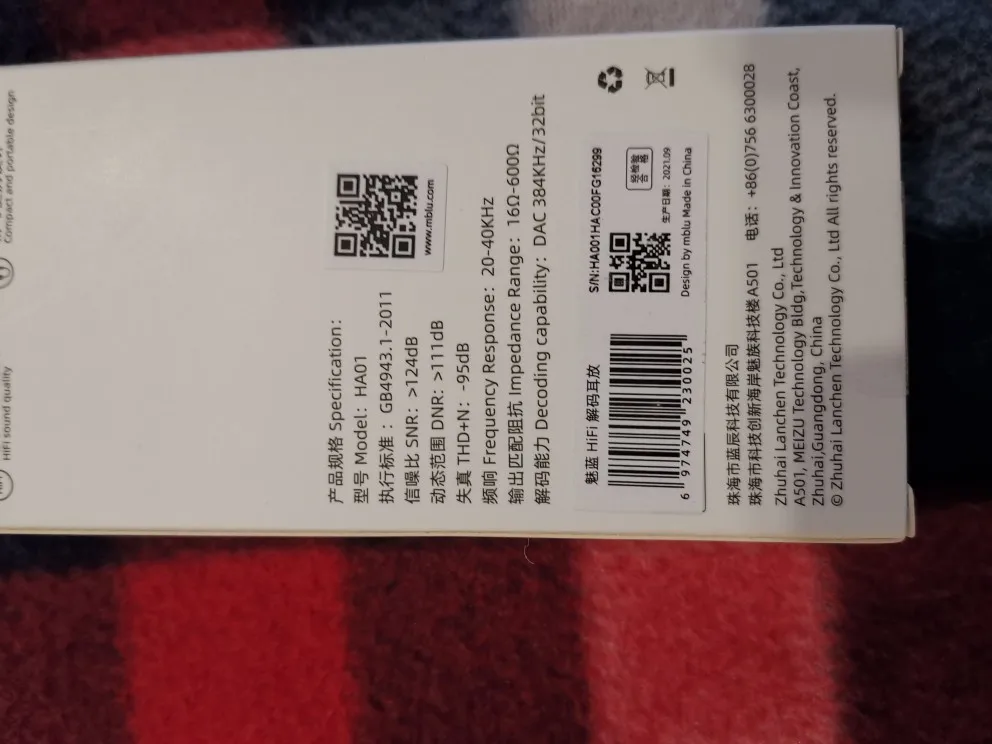 Compact and portable design
HiFi sound quality
www.mblu.com
产品规格 Specification:
型号 Model: HA01
执行标准: GB4943.1-2011
信噪比 SNR: >124dB
动态范围 DNR: >111dB
失真 THD+N: -95dB
频响 Frequency Response: 20-40KHz
输出匹配阻抗 Impedance Range: 16Ω-600Ω
解码能力 Decoding capability: DAC 384KHz/32bit
魅蓝 HiFi 解码耳放
6 974749 230025
S/N:HA001HAC00FG16299
经检验
合格
生产日期: 2021.09
Design by mblu Made in China
珠海市蓝辰科技有限公司
珠海市科技创新海岸魅族科技楼 A501 电话: +86(0)756 6300028
Zhuhai Lanchen Technology Co., Ltd
A501, MEIZU Technology Bldg,Technology & Innovation Coast,
Zhuhai,Guangdong, China
© Zhuhai Lanchen Technology Co., Ltd All rights reserved.